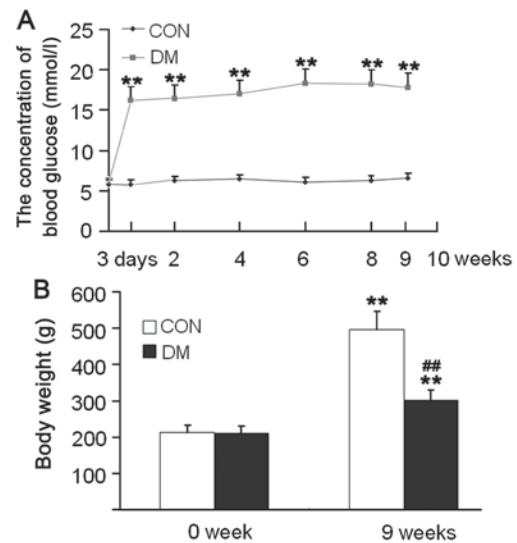 A
CON
DM
The concentration of
blood glucose (mmol/l)
25
20
15
10
5
0
** ** ** ** ** **
3 days 2 4 6 8 9 10 weeks
B
Body weight (g)
600
500
400
300
200
100
CON
DM
**
##
**
0 week 9 weeks